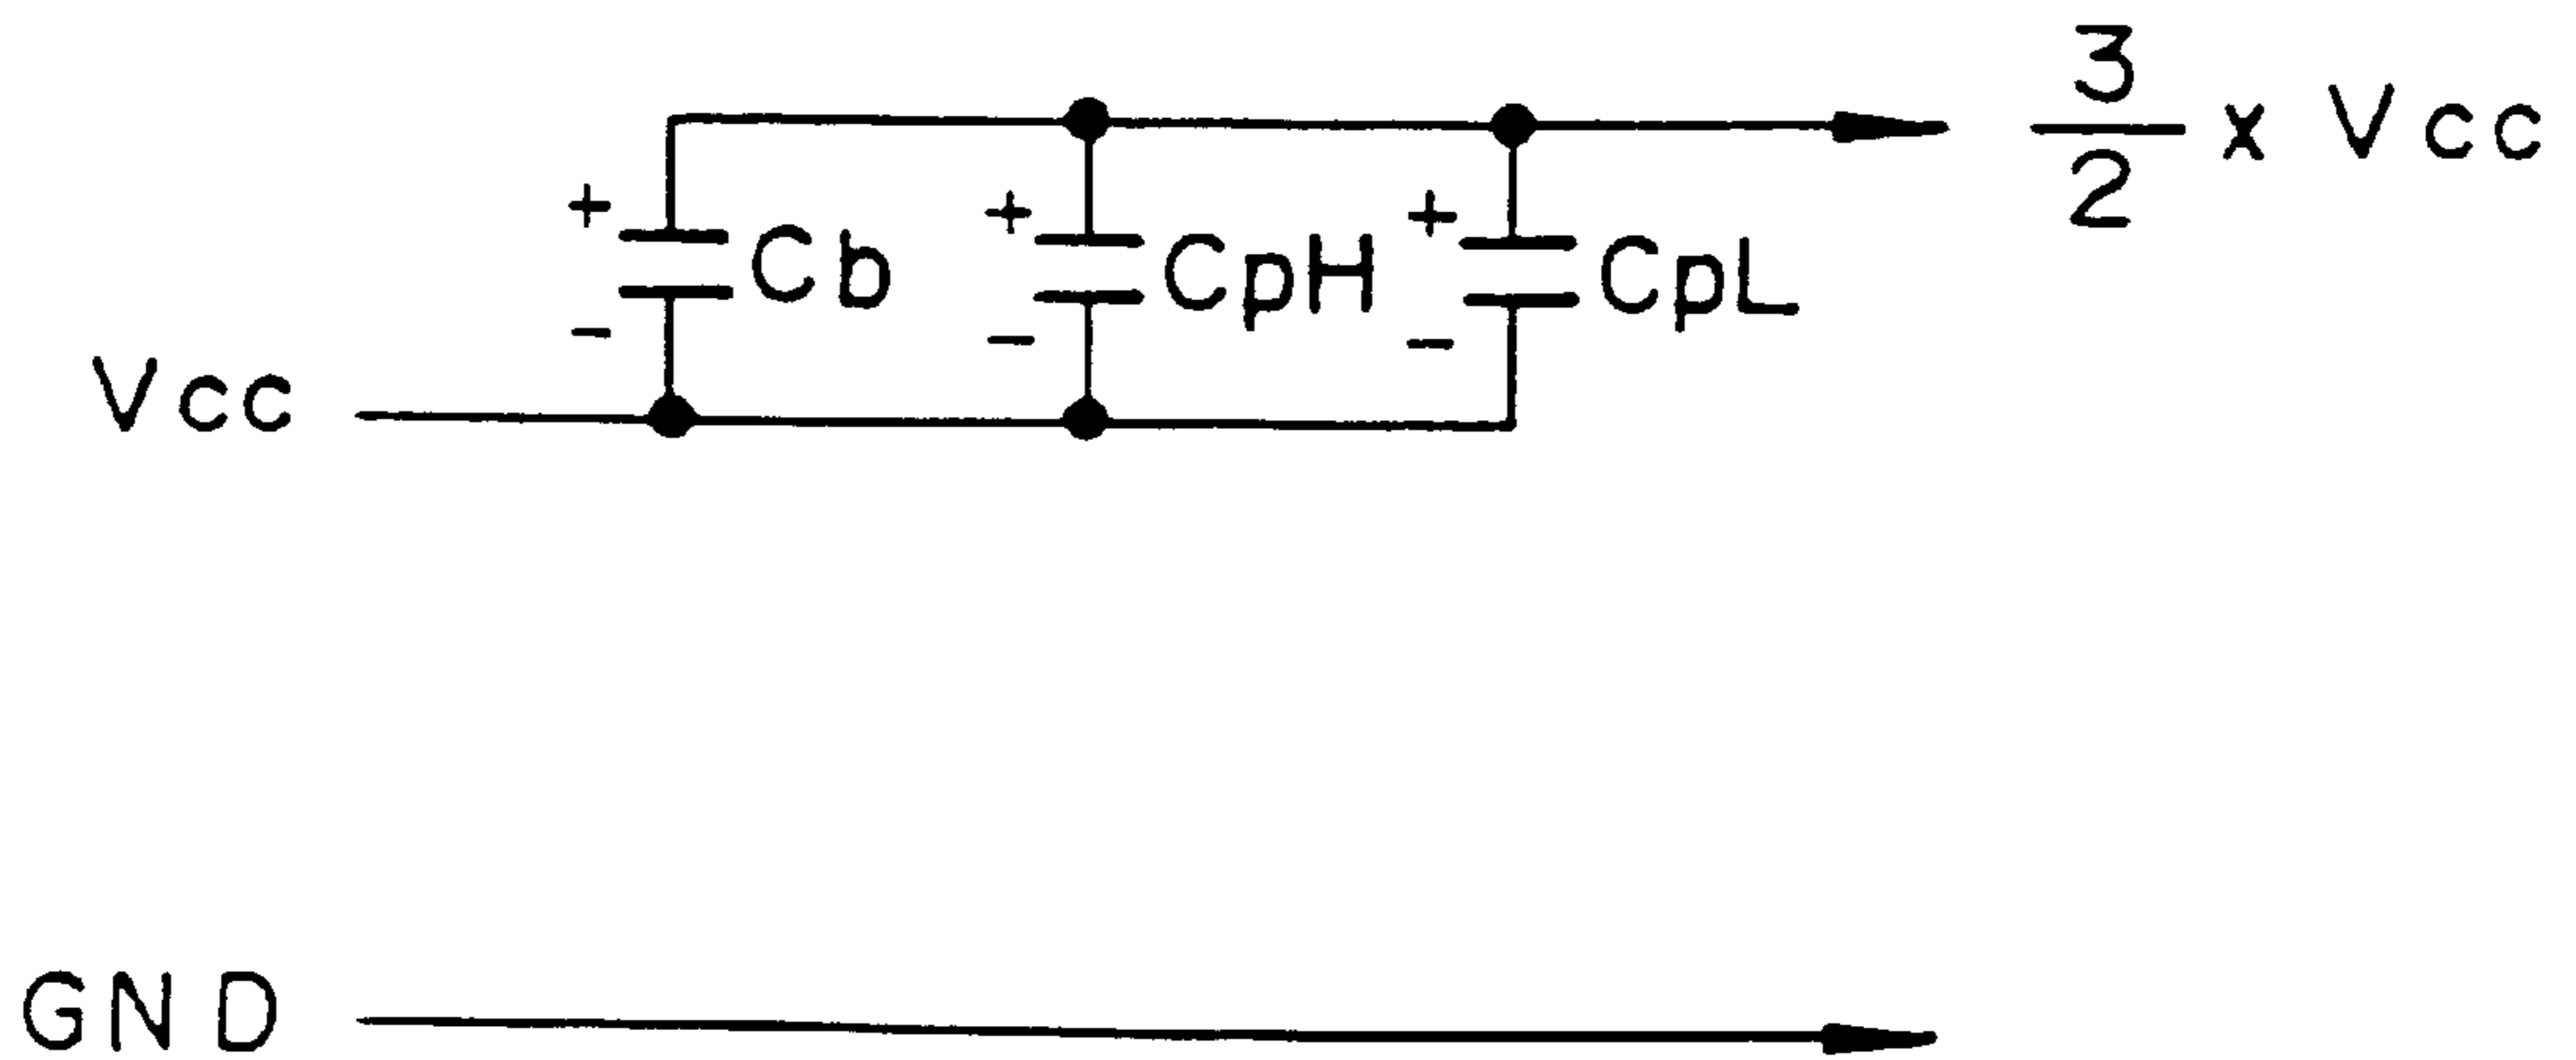 3/2 x Vcc
+ Cb + CpH + CpL
- - -
Vcc
GND